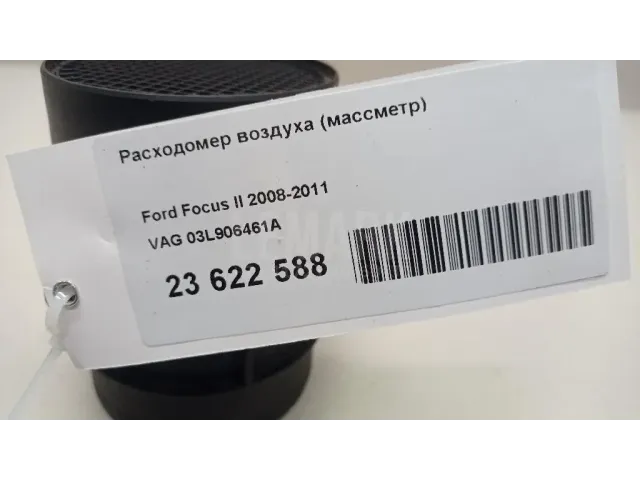 Расходомер воздуха (массметр)
Ford Focus II 2008-2011
VAG 03L906461A
23 622 588